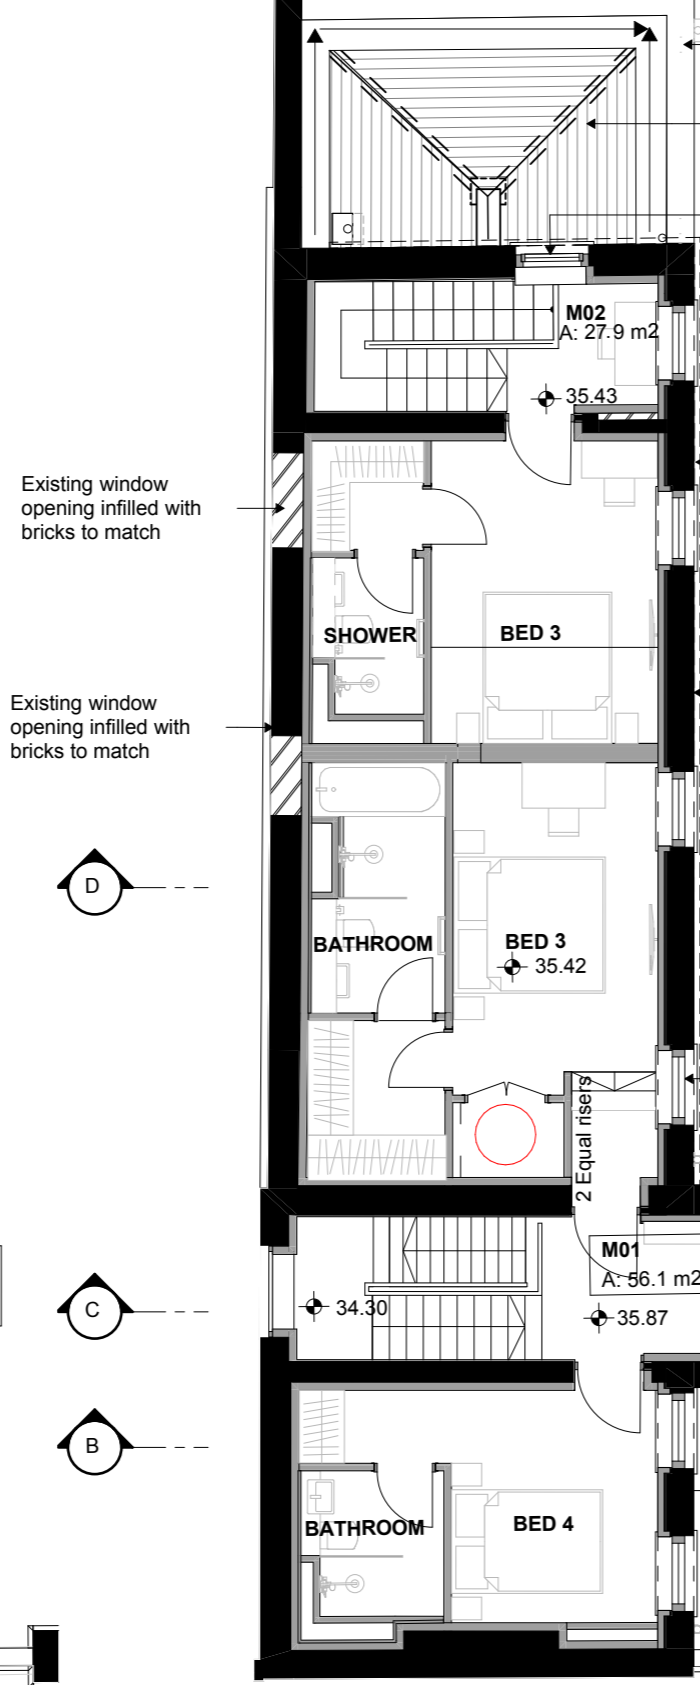 M02
A: 27.9 m2
35.43
Existing window
opening infilled with
bricks to match
SHOWER
BED 3
Existing window
opening infilled with
bricks to match
D
BATHROOM
BED 3
35.42
2 Equal risers
M01
A: 56.1 m2
C
34.30
35.87
B
BATHROOM
BED 4